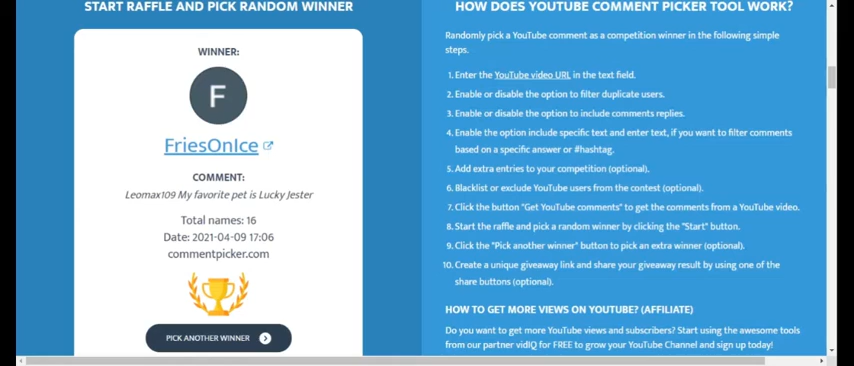 START RAFFLE AND PICK RANDOM WINNER
WINNER:
F
FriesOnIce
COMMENT:
Leomax109 My favorite pet is Lucky Jester
Total names: 16
Date: 2021-04-09 17:06
commentpicker.com
PICK ANOTHER WINNER
HOW DOES YOUTUBE COMMENT PICKER TOOL WORK?
Randomly pick a YouTube comment as a competition winner in the following simple
steps.
1. Enter the YouTube video URL in the text field.
2. Enable or disable the option to filter duplicate users.
3. Enable or disable the option to include comments replies.
4. Enable the option include specific text and enter text, if you want to filter comments
based on a specific answer or #hashtag.
5. Add extra entries to your competition (optional).
6. Blacklist or exclude YouTube users from the contest (optional).
7. Click the button "Get YouTube comments" to get the comments from a YouTube video.
8. Start the raffle and pick a random winner by clicking the "Start" button.
9. Click the "Pick another winner" button to pick an extra winner (optional).
10. Create a unique giveaway link and share your giveaway result by using one of the
share buttons (optional).
HOW TO GET MORE VIEWS ON YOUTUBE? (AFFILIATE)
Do you want to get more YouTube views and subscribers? Start using the awesome tools
from our partner vidIQ for FREE to grow your YouTube Channel and sign up today!